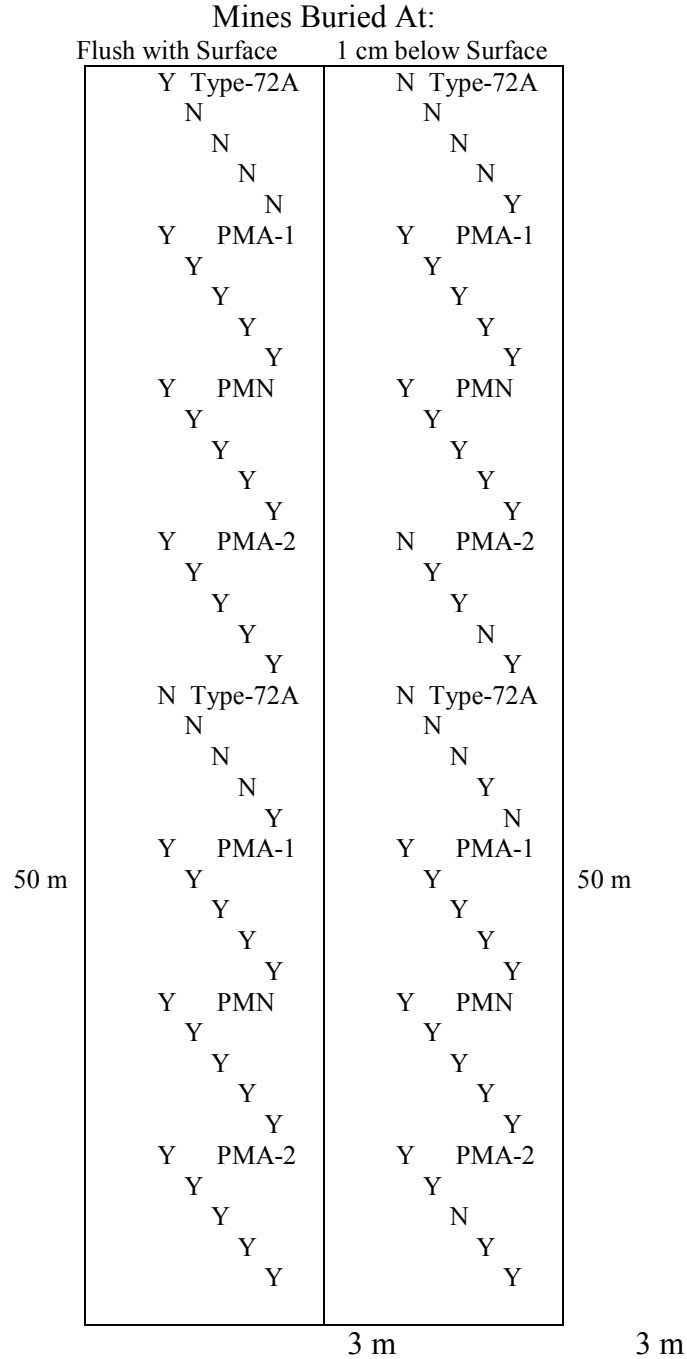 Mines Buried At:
Flush with Surface 1 cm below Surface
Y Type-72A N Type-72A
N N
N N
N N
N Y
Y PMA-1 Y PMA-1
Y Y
Y Y
Y Y
Y Y
Y PMN Y PMN
Y Y
Y Y
Y Y
Y Y
Y PMA-2 N PMA-2
Y Y
Y Y
Y N
Y Y
N Type-72A N Type-72A
N N
N N
N Y
Y N
Y PMA-1 Y PMA-1
50 m Y Y 50 m
Y Y
Y Y
Y Y
Y PMN Y PMN
Y Y
Y Y
Y Y
Y Y
Y PMA-2 Y PMA-2
Y Y
Y N
Y Y
Y Y
3 m 3 m